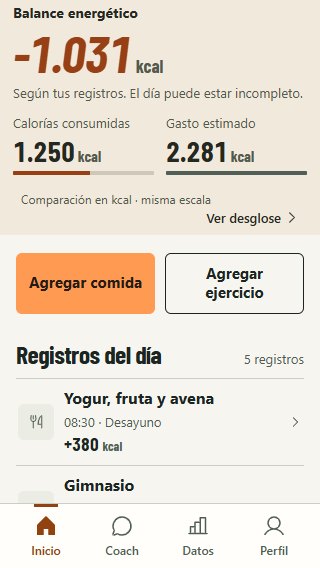 Balance energético
-1.031 kcal
Según tus registros. El día puede estar incompleto.
Calorías consumidas
1.250 kcal
Gasto estimado
2.281 kcal
Comparación en kcal · misma escala
Ver desglose
Agregar comida
Agregar
ejercicio
Registros del día
5 registros
Yogur, fruta y avena
08:30 · Desayuno
+380 kcal
Gimnasio
Inicio
Coach
Datos
Perfil